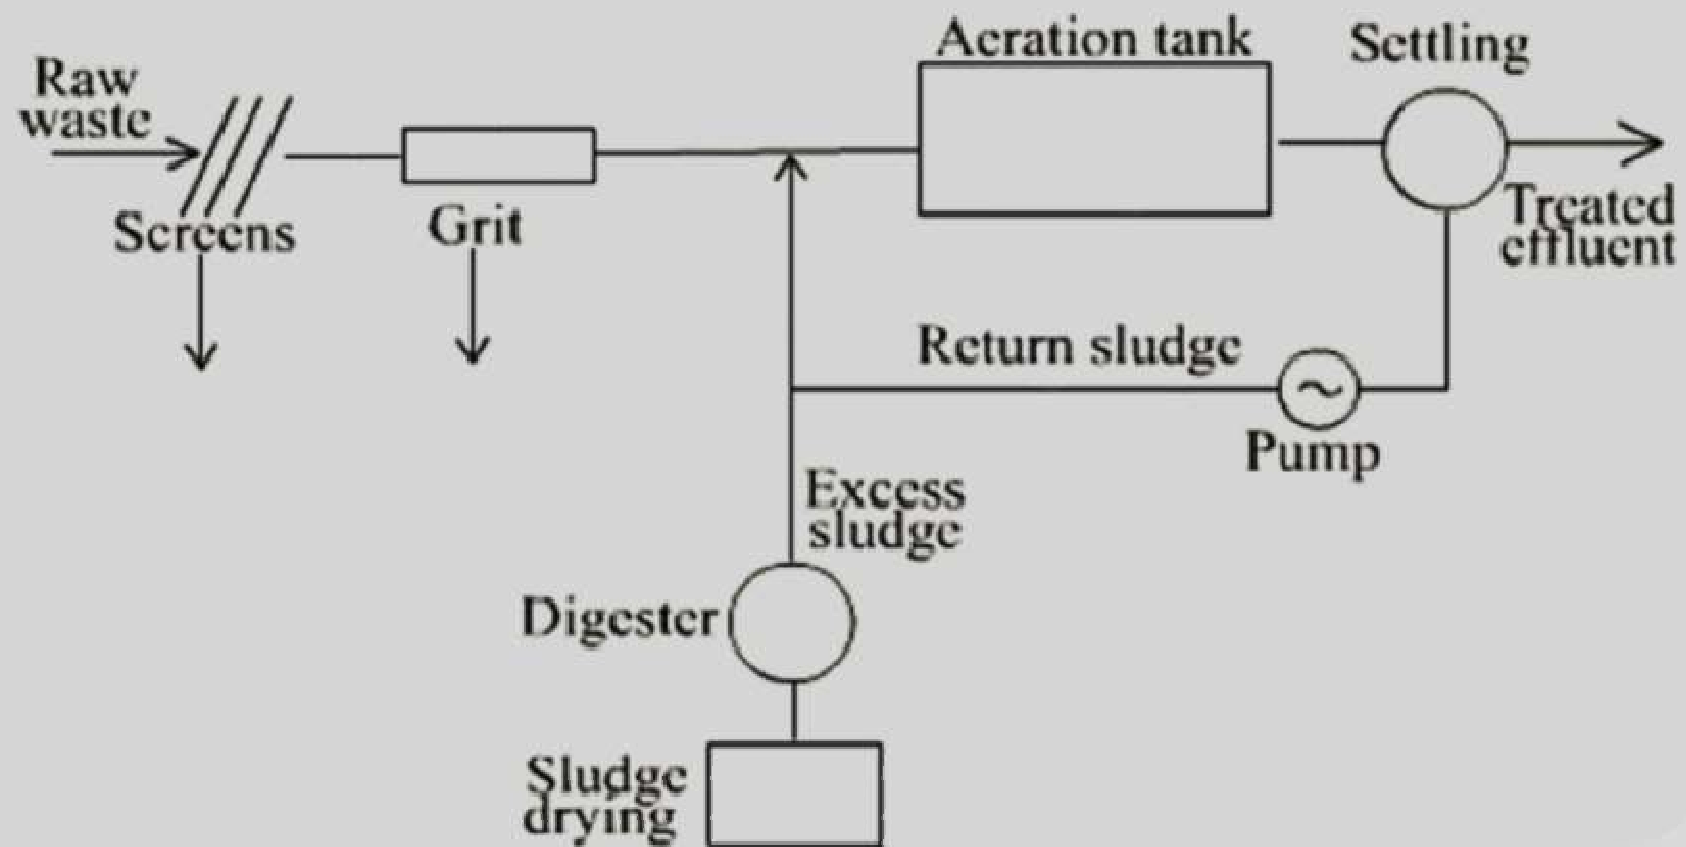 Raw
waste
Screens
Grit
Aeration tank
Settling
Treated
effluent
Return sludge
Pump
Excess
sludge
Digester
Sludge
drying